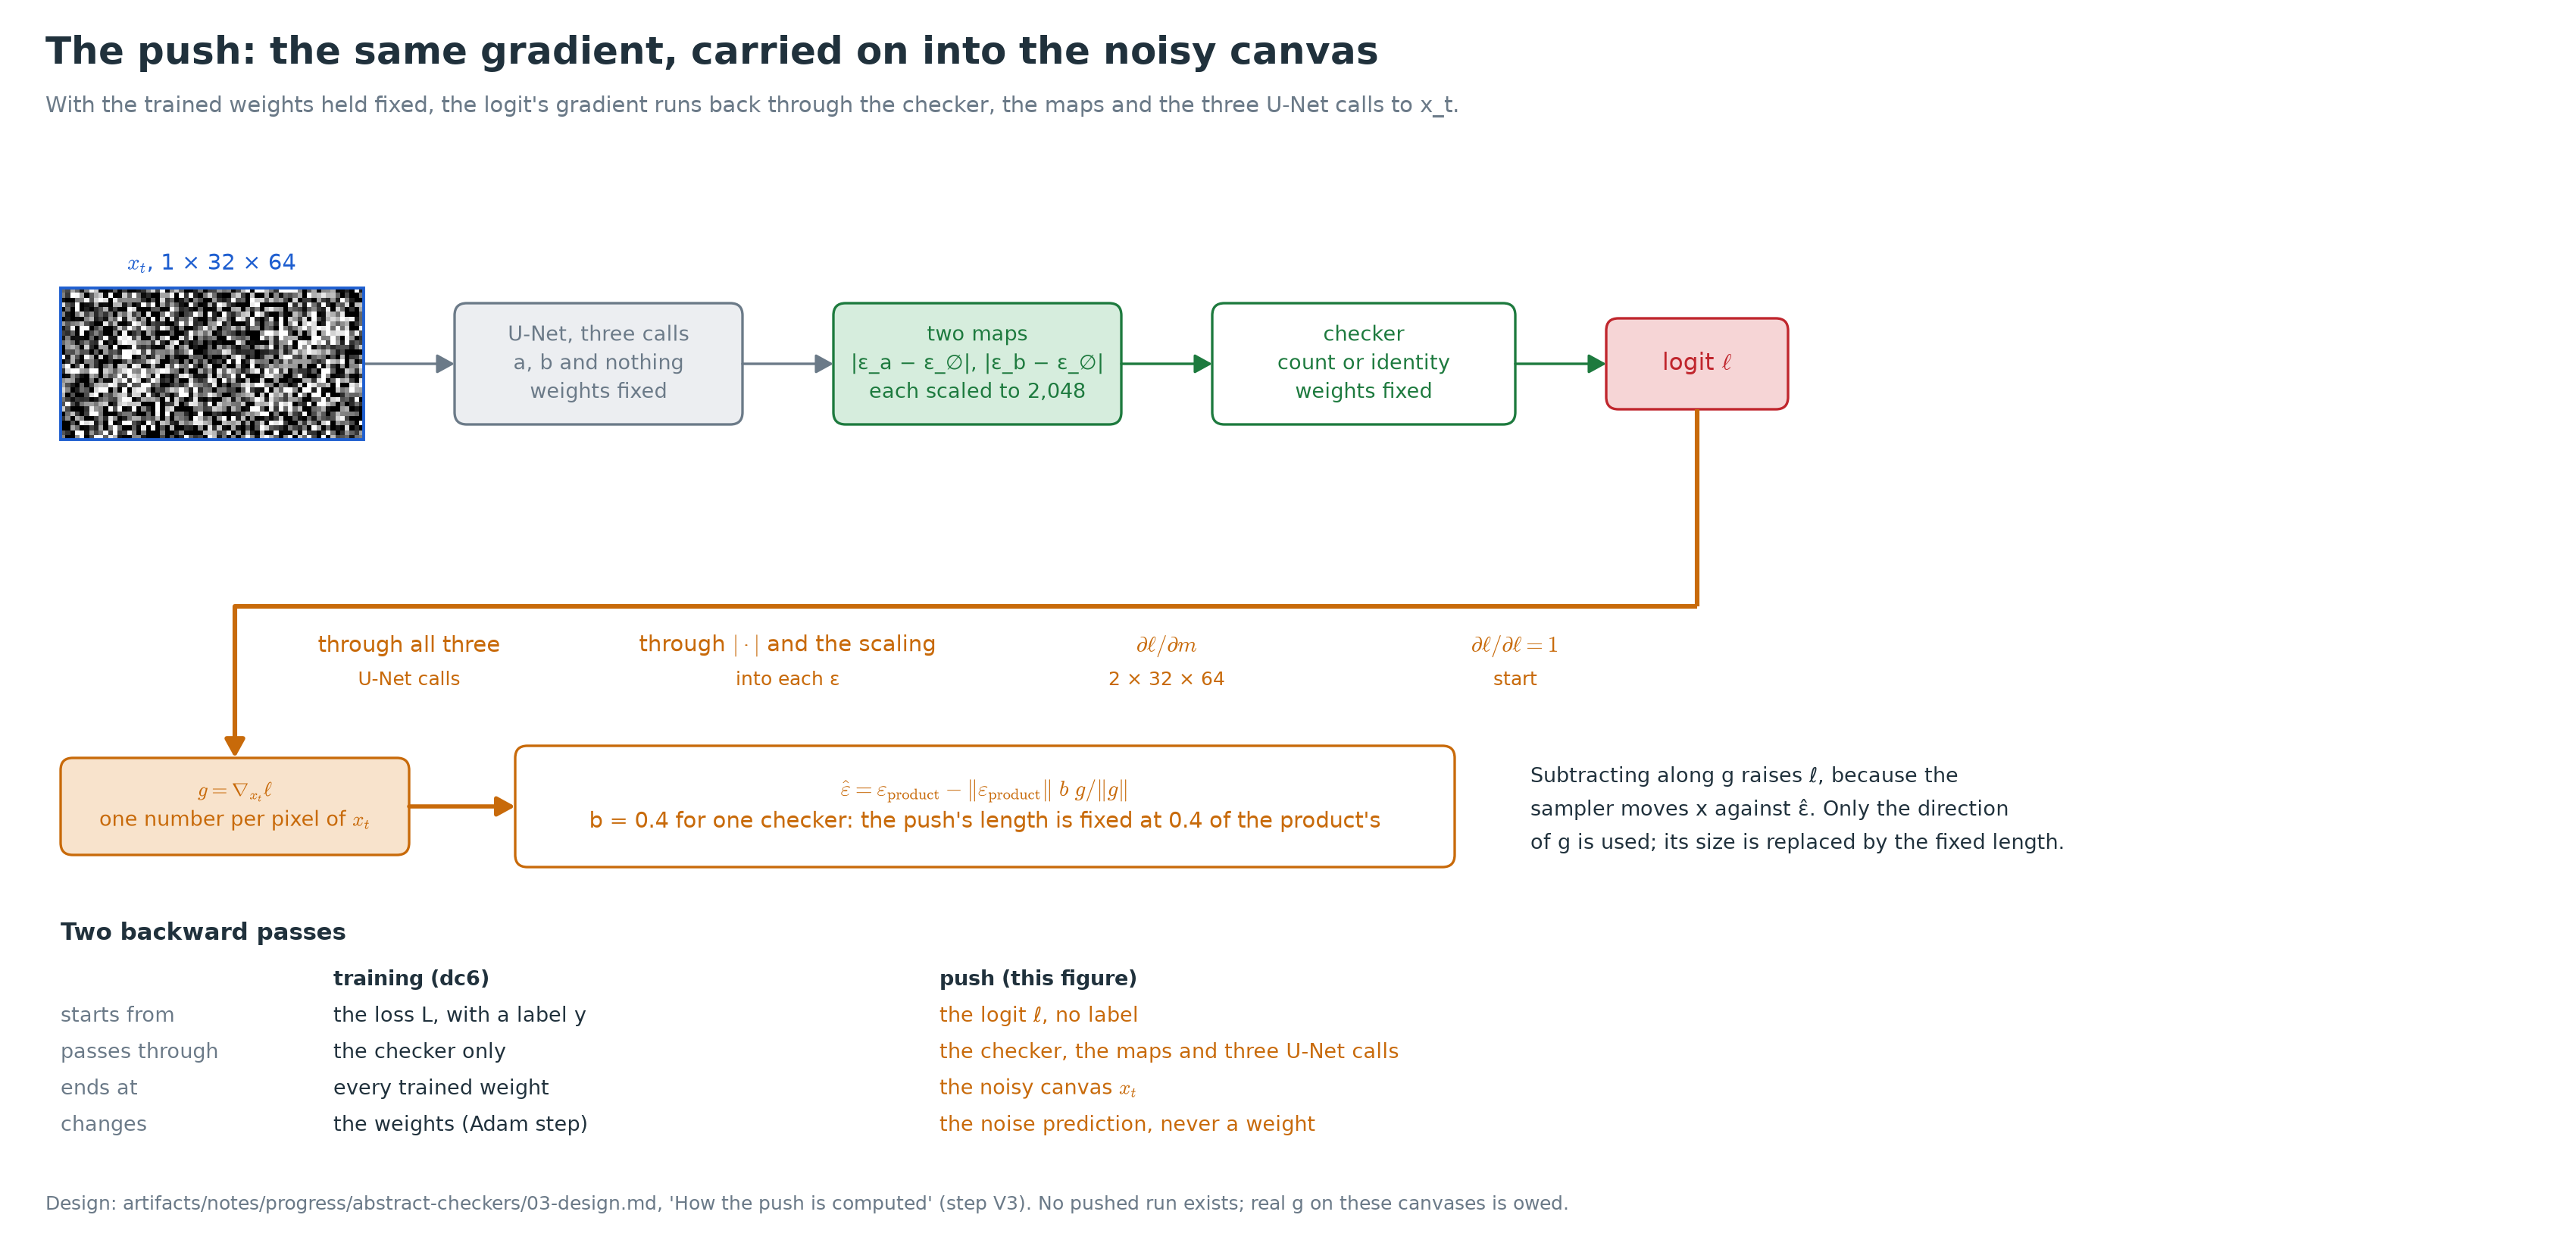 The push: the same gradient, carried on into the noisy canvas
With the trained weights held fixed, the logit's gradient runs back through the checker, the maps and the three U-Net calls to x_t.
xₜ, 1 × 32 × 64
U-Net, three calls
a, b and nothing
weights fixed
two maps
|ε_a − ε_∅|, |ε_b − ε_∅|
each scaled to 2,048
checker
count or identity
weights fixed
logit ℓ
through all three
U-Net calls
through | · | and the scaling
into each ε
∂ℓ/∂m
2 × 32 × 64
∂ℓ/∂ℓ = 1
start
g = ∇_{xₜ} ℓ
one number per pixel of xₜ
ε̂ = ε_product − ‖ε_product‖ b g/‖g‖
b = 0.4 for one checker: the push's length is fixed at 0.4 of the product's
Subtracting along g raises ℓ, because the
sampler moves x against ε̂. Only the direction
of g is used; its size is replaced by the fixed length.
Two backward passes
training (dc6)
push (this figure)
starts from
the loss L, with a label y
the logit ℓ, no label
passes through
the checker only
the checker, the maps and three U-Net calls
ends at
every trained weight
the noisy canvas xₜ
changes
the weights (Adam step)
the noise prediction, never a weight
Design: artifacts/notes/progress/abstract-checkers/03-design.md, 'How the push is computed' (step V3). No pushed run exists; real g on these canvases is owed.